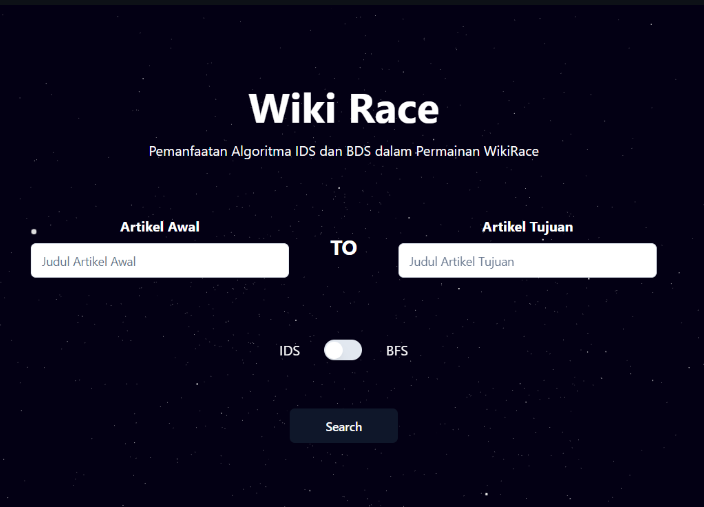 Wiki Race
Pemanfaatan Algoritma IDS dan BDS dalam Permainan WikiRace
Artikel Awal
Judul Artikel Awal
TO
Artikel Tujuan
Judul Artikel Tujuan
IDS
BFS
Search